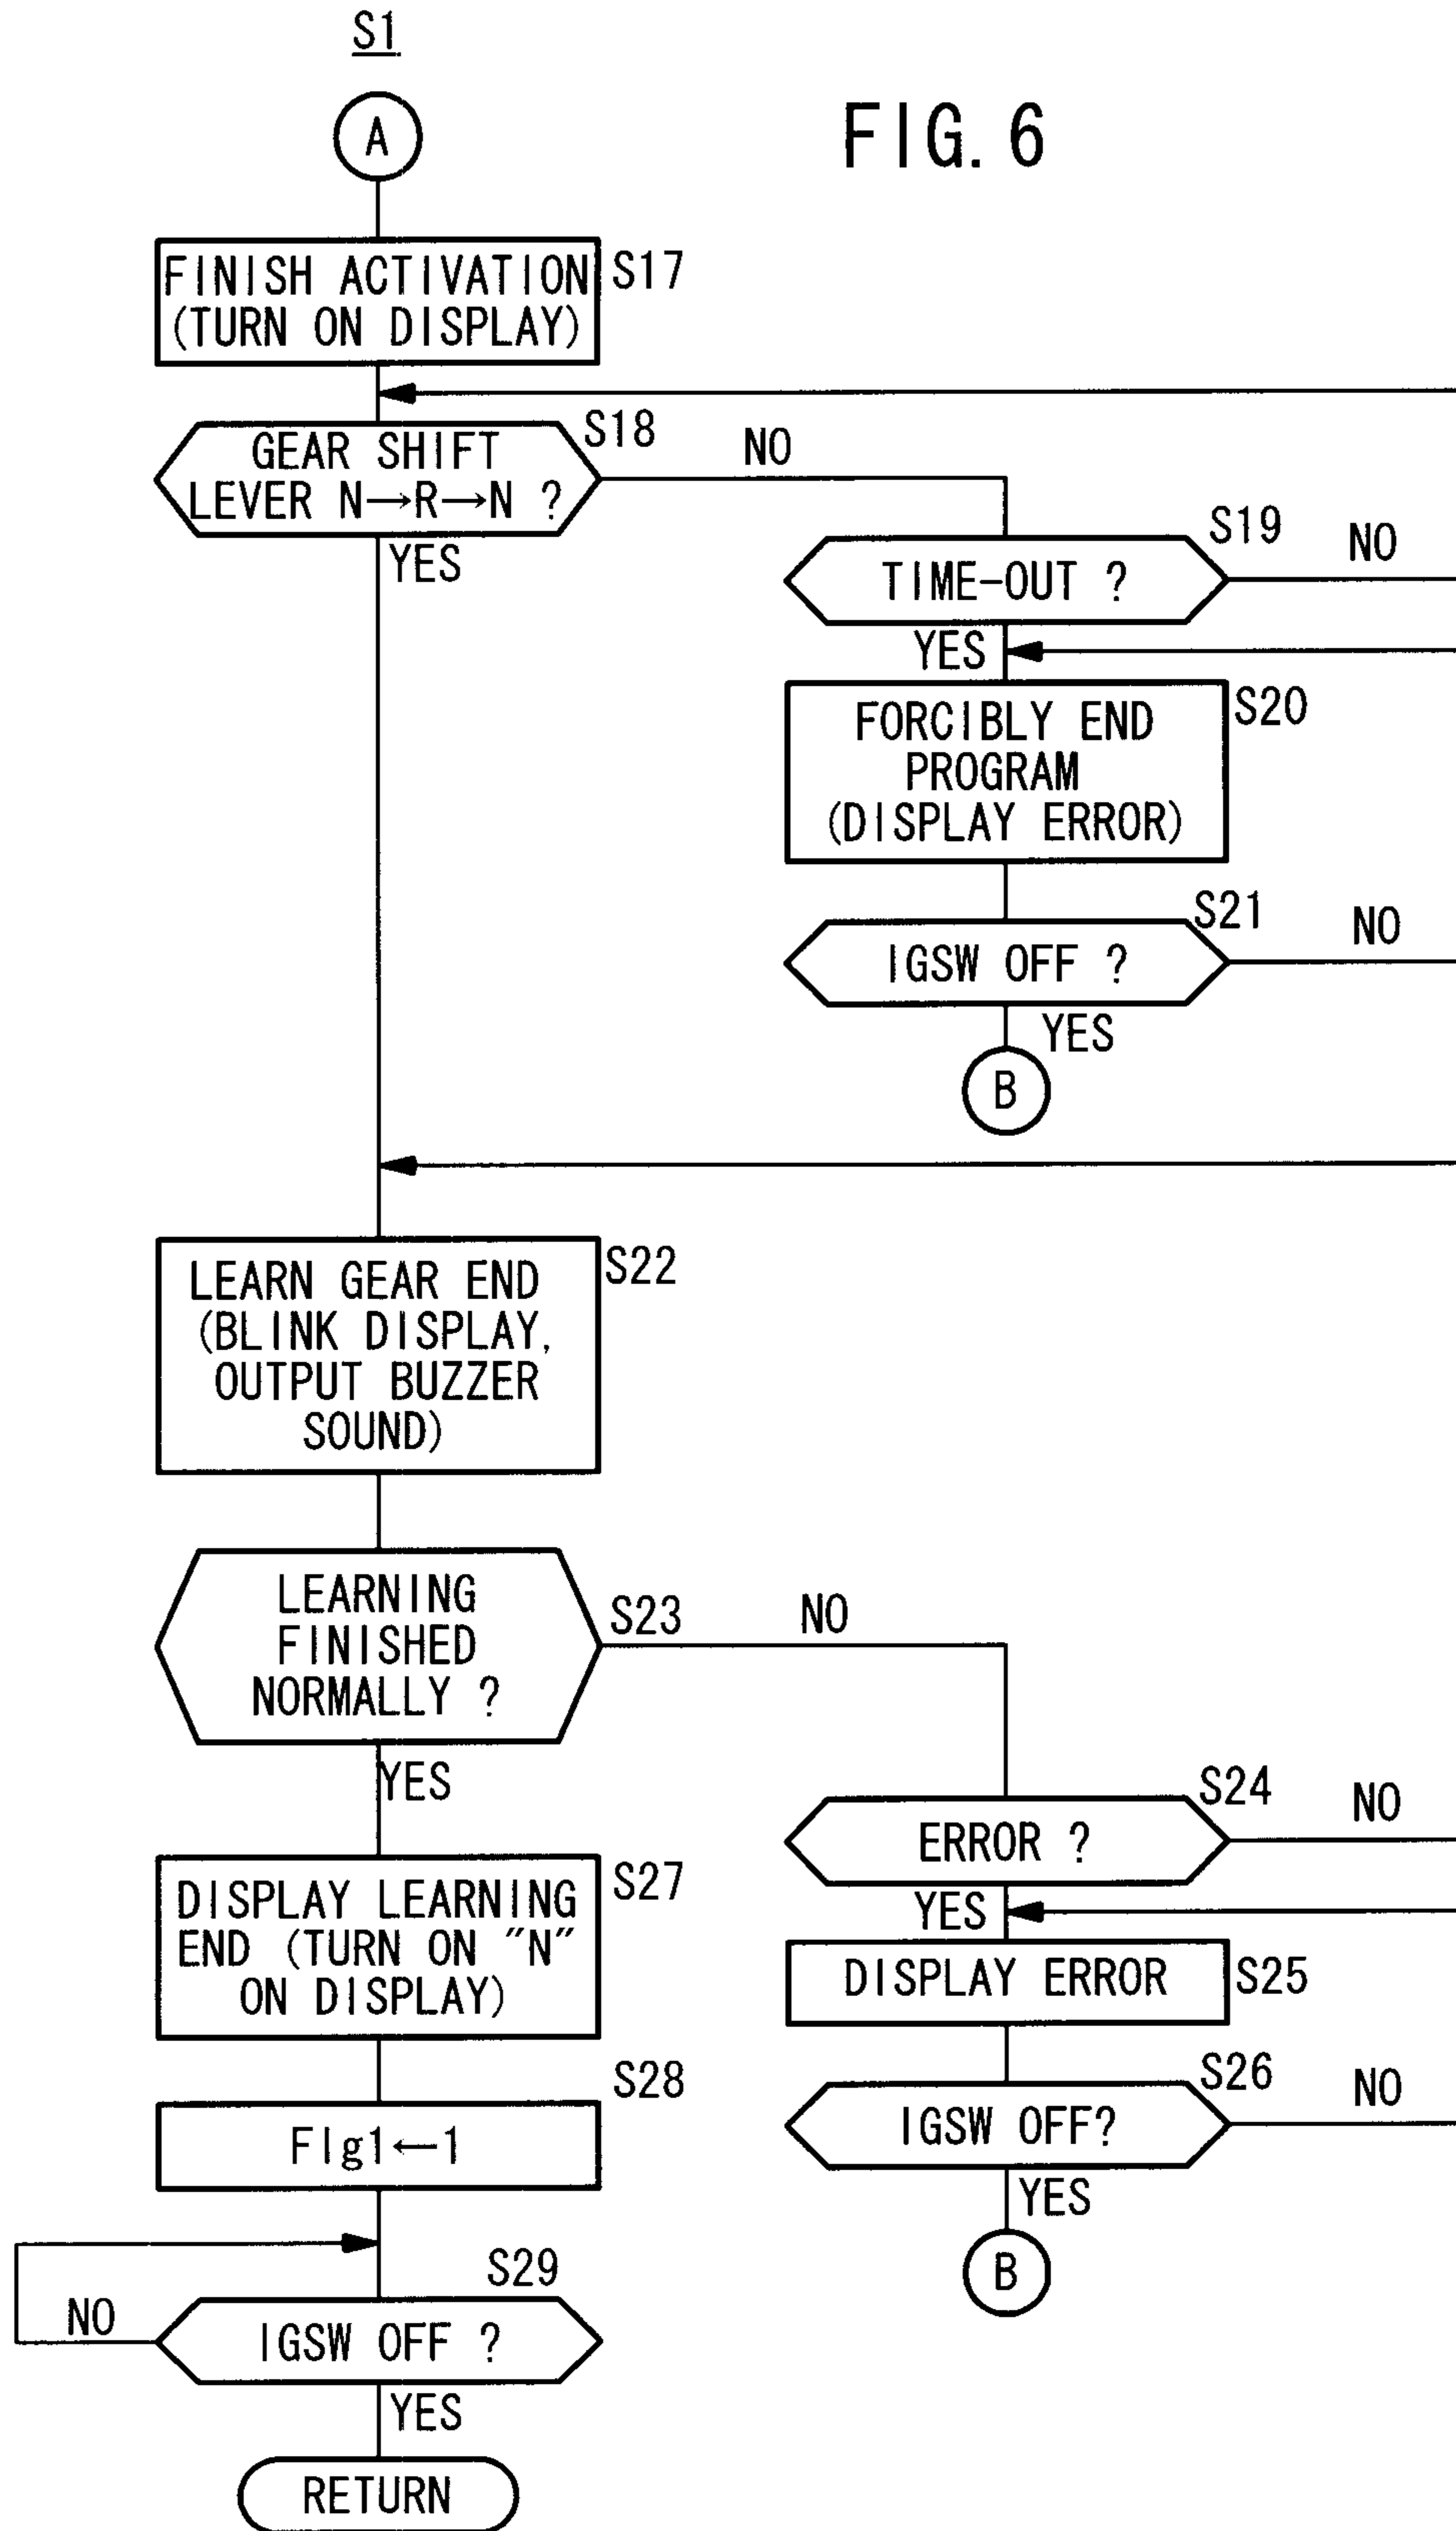 S1
A
FIG. 6
FINISH ACTIVATION
(TURN ON DISPLAY)
S17
GEAR SHIFT
LEVER N→R→N ?
S18
NO
YES
TIME-OUT ?
S19
NO
YES
FORCIBLY END
PROGRAM
(DISPLAY ERROR)
S20
IGSW OFF ?
S21
NO
YES
B
LEARN GEAR END
(BLINK DISPLAY,
OUTPUT BUZZER
SOUND)
S22
LEARNING
FINISHED
NORMALLY ?
S23
NO
YES
ERROR ?
S24
NO
YES
DISPLAY ERROR
S25
IGSW OFF?
S26
NO
YES
B
DISPLAY LEARNING
END (TURN ON "N"
ON DISPLAY)
S27
S28
Flg1←1
S29
IGSW OFF ?
NO
YES
RETURN